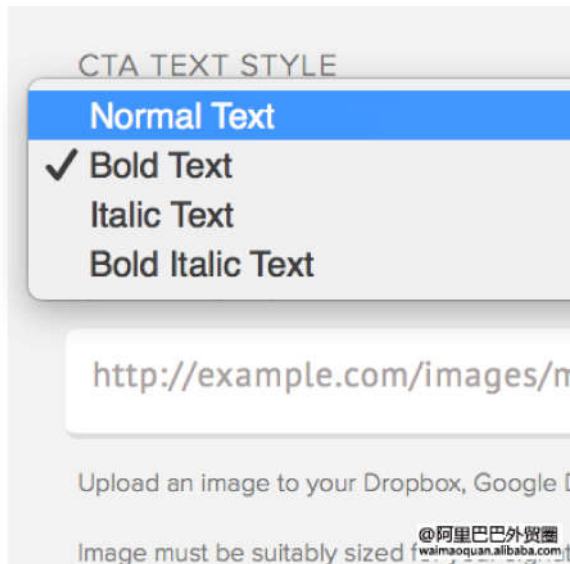 CTA TEXT STYLE
Normal Text
✓ Bold Text
Italic Text
Bold Italic Text
http://example.com/images/m
Upload an image to your Dropbox, Google D
@阿里巴巴外贸圈
Image must be suitably sized
waimaoquan.alibaba.com